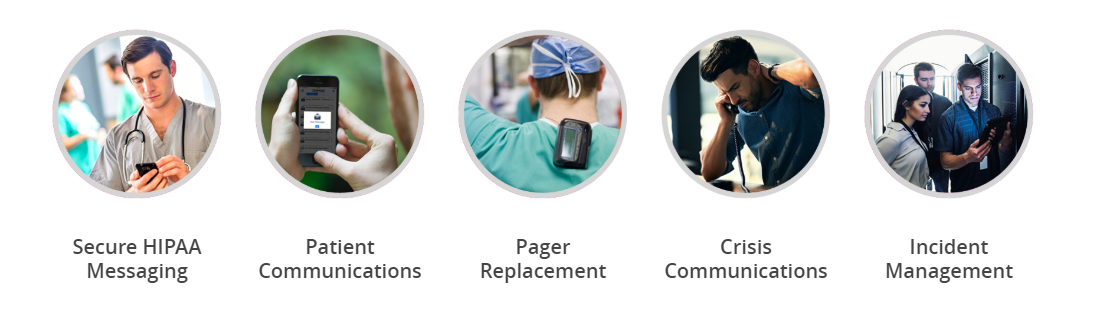 Secure HIPAA
Messaging
Patient
Communications
Pager
Replacement
Crisis
Communications
Incident
Management